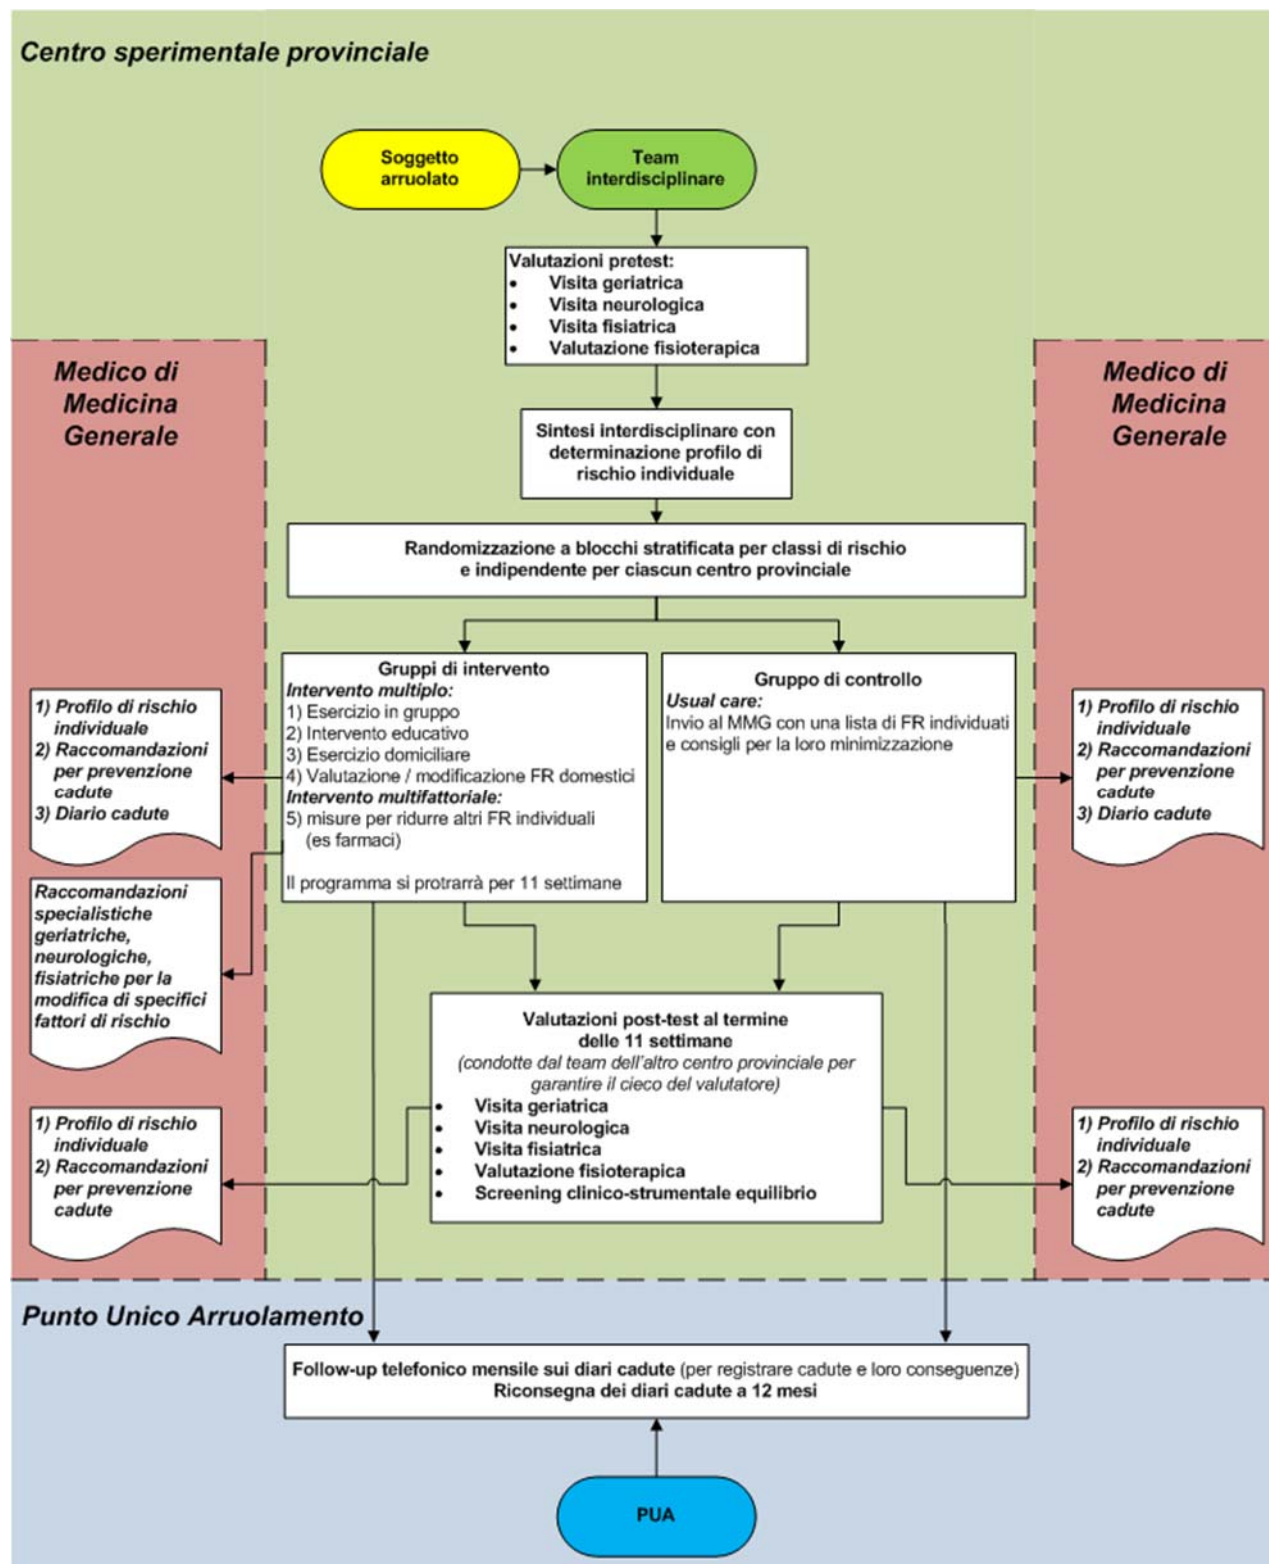 Centro sperimentale provinciale
Soggetto
arruolato
Team
interdisciplinare
Valutazioni pretest:
• Visita geriatrica
• Visita neurologica
• Visita fisiatrica
• Valutazione fisioterapica
Medico di
Medicina
Generale
Medico di
Medicina
Generale
Sintesi interdisciplinare con
determinazione profilo di
rischio individuale
Randomizzazione a blocchi stratificata per classi di rischio
e indipendente per ciascun centro provinciale
Gruppi di intervento
Intervento multiplo:
1) Esercizio in gruppo
2) Intervento educativo
3) Esercizio domiciliare
4) Valutazione / modificazione FR domestici
Intervento multifattoriale:
5) misure per ridurre altri FR individuali
(es farmaci)
Il programma si protrarrà per 11 settimane
Gruppo di controllo
Usual care:
Invio al MMG con una lista di FR individuati
e consigli per la loro minimizzazione
1) Profilo di rischio
individuale
2) Raccomandazioni
per prevenzione
cadute
3) Diario cadute
1) Profilo di rischio
individuale
2) Raccomandazioni
per prevenzione
cadute
3) Diario cadute
Raccomandazioni
specialistiche
geriatriche,
neurologiche,
fisiatriche per la
modifica di specifici
fattori di rischio
Valutazioni post-test al termine
delle 11 settimane
(condotte dal team dell'altro centro provinciale per
garantire il cieco del valutatore)
• Visita geriatrica
• Visita neurologica
• Visita fisiatrica
• Valutazione fisioterapica
• Screening clinico-strumentale equilibrio
1) Profilo di rischio
individuale
2) Raccomandazioni
per prevenzione
cadute
1) Profilo di rischio
individuale
2) Raccomandazioni
per prevenzione
cadute
Punto Unico Arruolamento
Follow-up telefonico mensile sui diari cadute (per registrare cadute e loro conseguenze)
Riconsegna dei diari cadute a 12 mesi
PUA